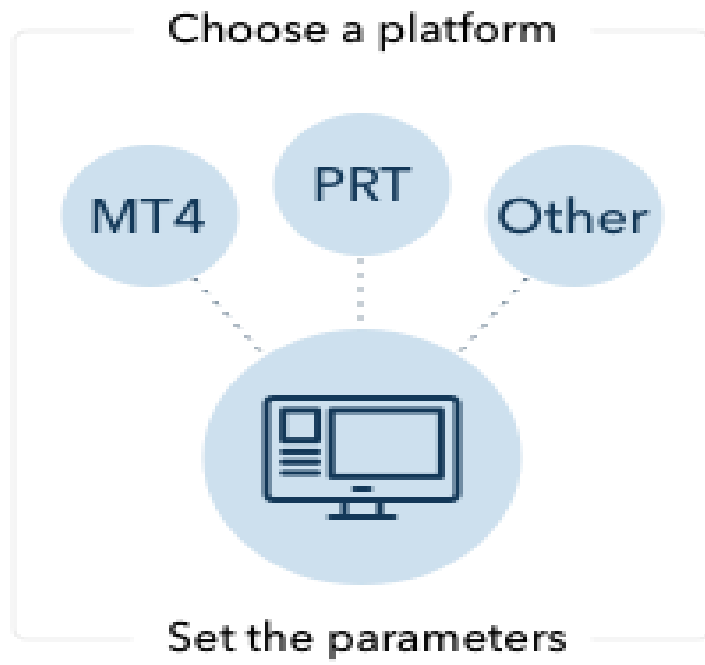 Choose a platform
MT4
PRT
Other
Set the parameters